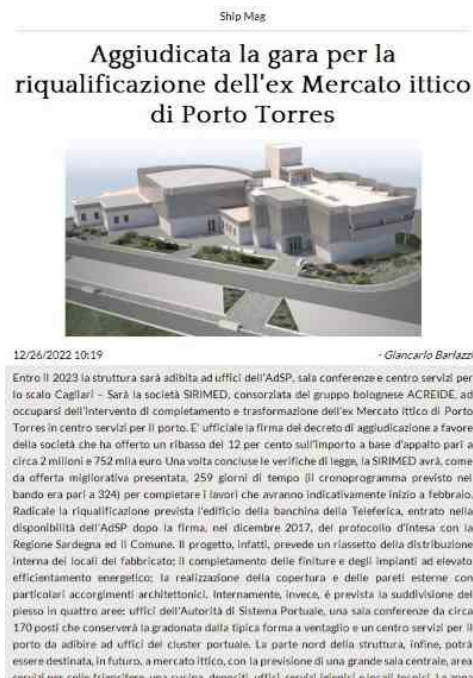 Ship Mag
Aggiudicata la gara per la
riqualificazione dell'ex Mercato ittico
di Porto Torres
12/26/2022 10:19
- Giancarlo Barlazzi
Entro il 2023 la struttura sarà adibita ad uffici dell'AdSP, sala conferenze e centro servizi per
lo scalo Cagliari – Sarà la società SIRIMED, consorziata del gruppo bolognese ACREIDE, ad
occuparsi dell'intervento di completamento e trasformazione dell'ex Mercato ittico di Porto
Torres in centro servizi per il porto. E' ufficiale la firma del decreto di aggiudicazione a favore
della società che ha offerto un ribasso del 12 per cento sull'importo a base d'appalto pari a
circa 2 milioni e 752 mila euro Una volta concluse le verifiche di legge, la SIRIMED avrà, come
da offerta migliorativa presentata, 259 giorni di tempo (il cronoprogramma previsto nel
bando era pari a 324) per completare i lavori che avranno indicativamente inizio a febbraio.
Radicale la riqualificazione prevista l'edificio della banchina della Teleferica, entrato nella
disponibilità dell'AdSP dopo la firma, nel dicembre 2017, del protocollo d'intesa con la
Regione Sardegna ed il Comune. Il progetto, infatti, prevede un riassetto della distribuzione
interna dei locali del fabbricato; il completamento delle finiture e degli impianti ad elevato
efficientamento energetico; la realizzazione della copertura e delle pareti esterne con
particolari accorgimenti architettonici. Internamente, invece, è prevista la suddivisione del
plesso in quattro aree: uffici dell'Autorità di Sistema Portuale, una sala conferenze da circa
170 posti che conserverà la gradonata dalla tipica forma a ventaglio e un centro servizi per il
porto da adibire ad uffici del cluster portuale. La parte nord della struttura, infine, potrà
essere destinata, in futuro, a mercato ittico, con la previsione di una grande sala centrale, area
servizi per celle frigorifere, una cucina, depositi, uffici, servizi igienici e locali tecnici.